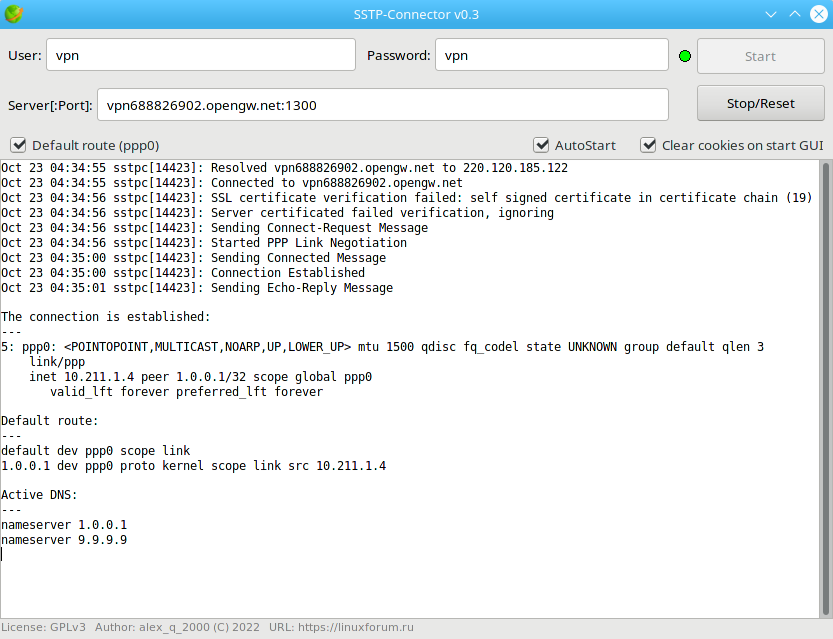 SSTP-Connector v0.3
User: vpn Password: vpn Start
Server[:Port]: vpn688826902.opengw.net:1300 Stop/Reset
Default route (ppp0) AutoStart Clear cookies on start GUI
Oct 23 04:34:55 sstpc[14423]: Resolved vpn688826902.opengw.net to 220.120.185.122
Oct 23 04:34:55 sstpc[14423]: Connected to vpn688826902.opengw.net
Oct 23 04:34:56 sstpc[14423]: SSL certificate verification failed: self signed certificate in certificate chain (19)
Oct 23 04:34:56 sstpc[14423]: Server certificated failed verification, ignoring
Oct 23 04:34:56 sstpc[14423]: Sending Connect-Request Message
Oct 23 04:34:56 sstpc[14423]: Started PPP Link Negotiation
Oct 23 04:35:00 sstpc[14423]: Sending Connected Message
Oct 23 04:35:00 sstpc[14423]: Connection Established
Oct 23 04:35:01 sstpc[14423]: Sending Echo-Reply Message
The connection is established:
---
5: ppp0: <POINTOPOINT,MULTICAST,NOARP,UP,LOWER_UP> mtu 1500 qdisc fq_codel state UNKNOWN group default qlen 3
link/ppp
inet 10.211.1.4 peer 1.0.0.1/32 scope global ppp0
valid_lft forever preferred_lft forever
Default route:
---
default dev ppp0 scope link
1.0.0.1 dev ppp0 proto kernel scope link src 10.211.1.4
Active DNS:
---
nameserver 1.0.0.1
nameserver 9.9.9.9
License: GPLv3 Author: alex_q_2000 (C) 2022 URL: https://linuxforum.ru